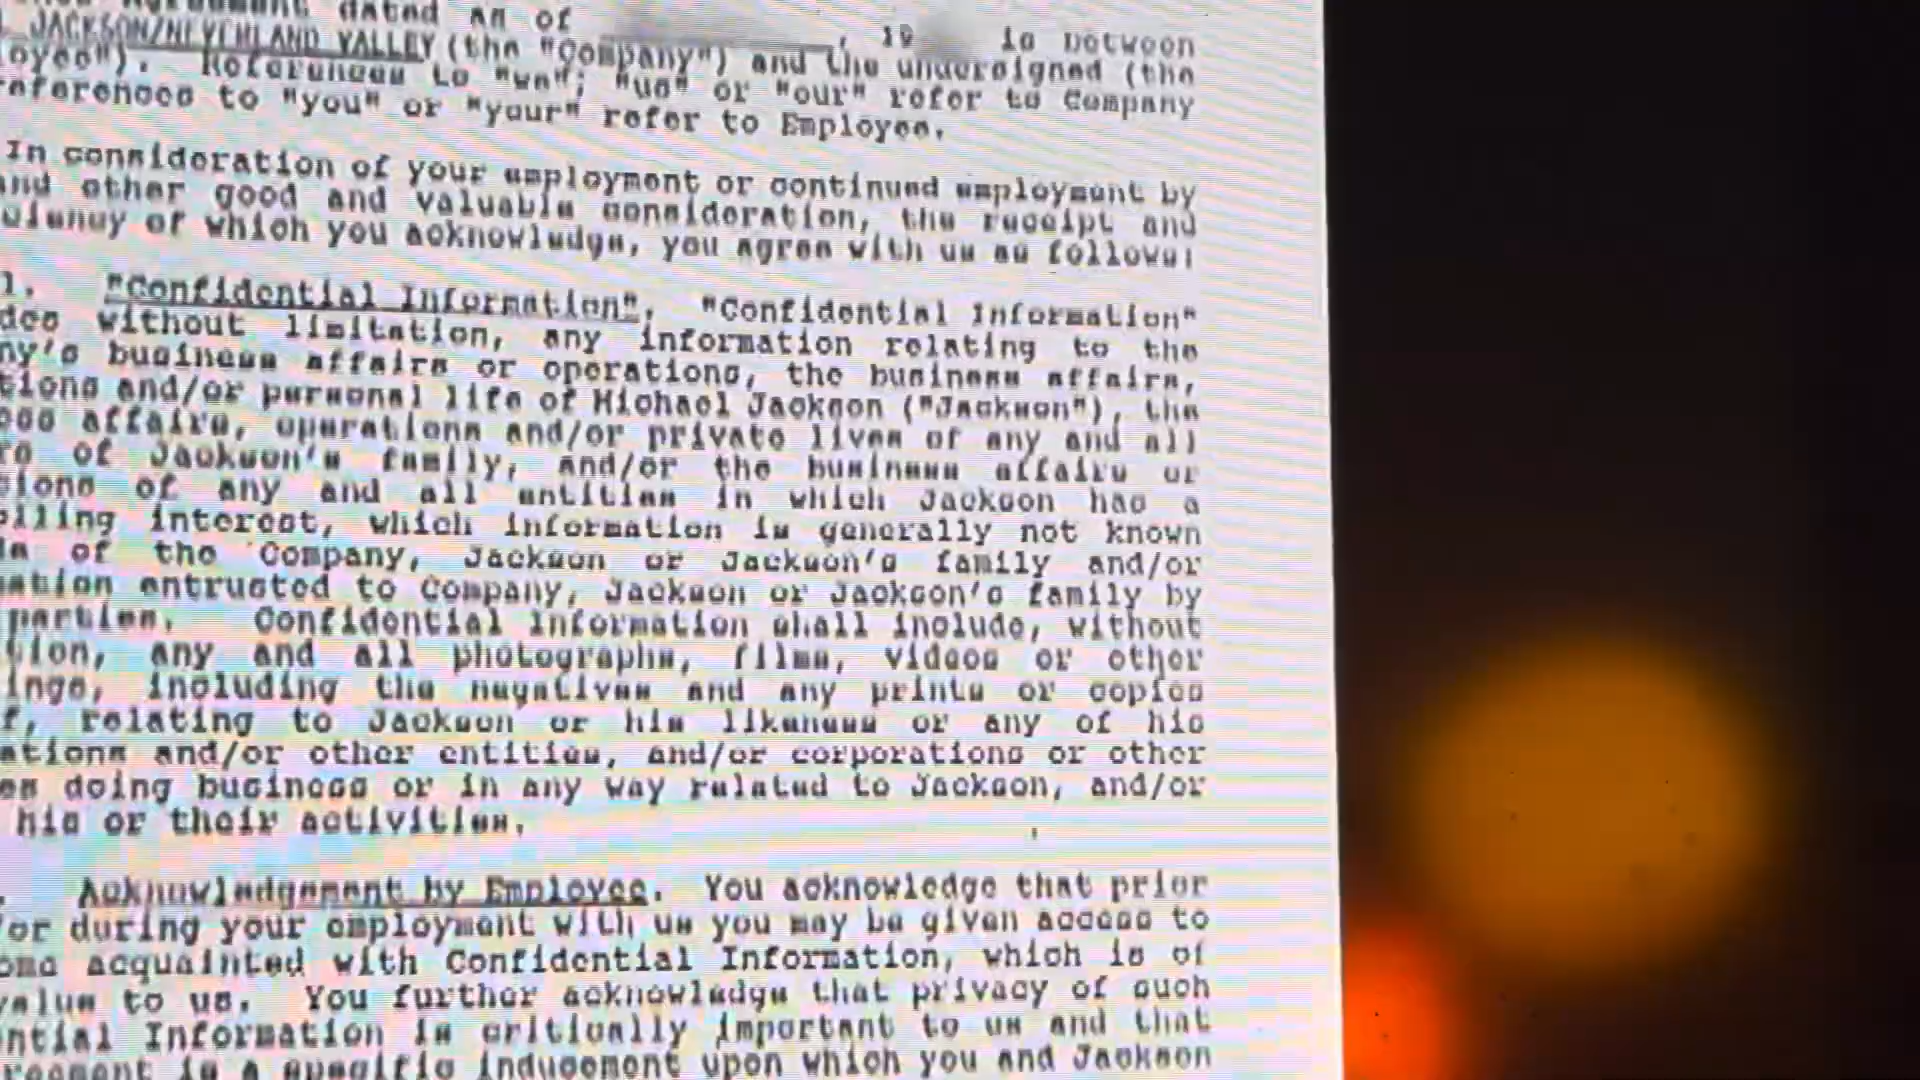 Agreement dated as of , 19 is between
JACKSON/NEVERLAND VALLEY (the "Company") and the undersigned (the
oyee"). References to "we"; "us" or "our" refer to Company
eferences to "you" or "your" refer to Employee.
In consideration of your employment or continued employment by
and other good and valuable consideration, the receipt and
ciency of which you acknowledge, you agree with us as follows:
1. "Confidential Information". "Confidential Information"
des without limitation, any information relating to the
ny's business affairs or operations, the business affairs,
tions and/or personal life of Michael Jackson ("Jackson"), the
ess affairs, operations and/or private lives of any and all
rs of Jackson's family, and/or the business affairs or
tions of any and all entities in which Jackson has a
olling interest, which information is generally not known
de of the Company, Jackson or Jackson's family and/or
mation entrusted to Company, Jackson or Jackson's family by
parties. Confidential Information shall include, without
tion, any and all photographs, films, videos or other
ings, including the negatives and any prints or copies
f, relating to Jackson or his likeness or any of his
ations and/or other entities, and/or corporations or other
es doing business or in any way related to Jackson, and/or
his or their activities.
. Acknowledgement by Employee. You acknowledge that prior
/or during your employment with us you may be given access to
ome acquainted with Confidential Information, which is of
value to us. You further acknowledge that privacy of such
ntial Information is critically important to us and that
reement is a specific inducement upon which you and Jackson